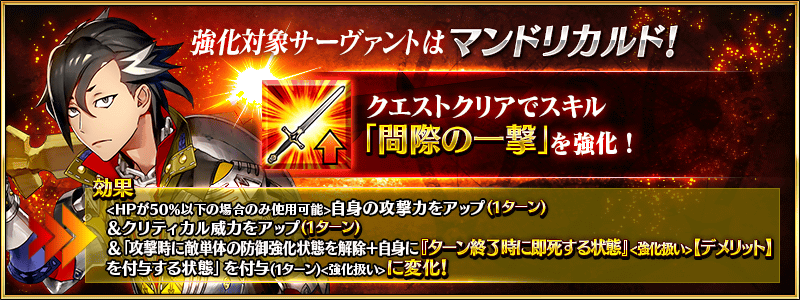 強化対象サーヴァントはマンドリカルド!
クエストクリアでスキル
「間際の一撃」を強化!
効果
<HPが50%以下の場合のみ使用可能>自身の攻撃力をアップ(1ターン)
&クリティカル威力をアップ(1ターン)
&「攻撃時に敵単体の防御強化状態を解除+自身に『ターン終了時に即死する状態』<強化扱い>【デメリット】
を付与する状態」を付与(1ターン)<強化扱い>に変化!